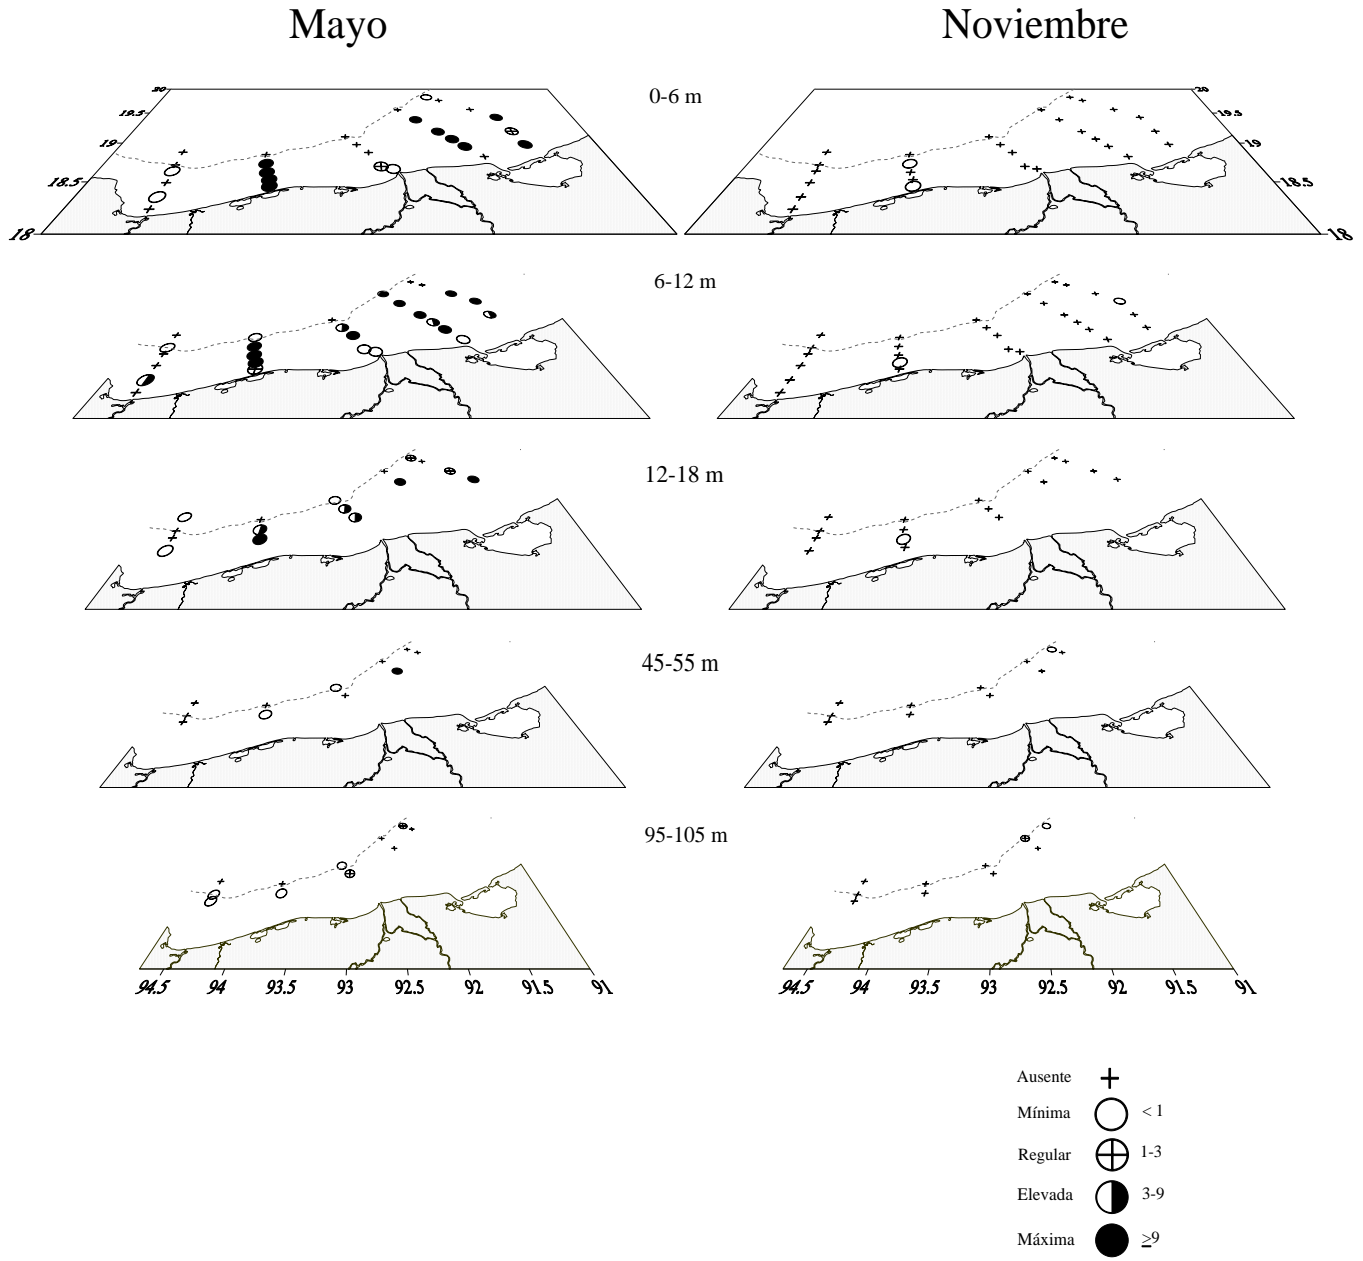 Mayo
Noviembre
0-6 m
20
19.5
19
18.5
18
20
19.5
19
18.5
18
6-12 m
12-18 m
45-55 m
95-105 m
94.5 94 93.5 93 92.5 92 91.5 91
94.5 94 93.5 93 92.5 92 91.5 91
Ausente
Mínima < 1
Regular 1-3
Elevada 3-9
Máxima ≥9